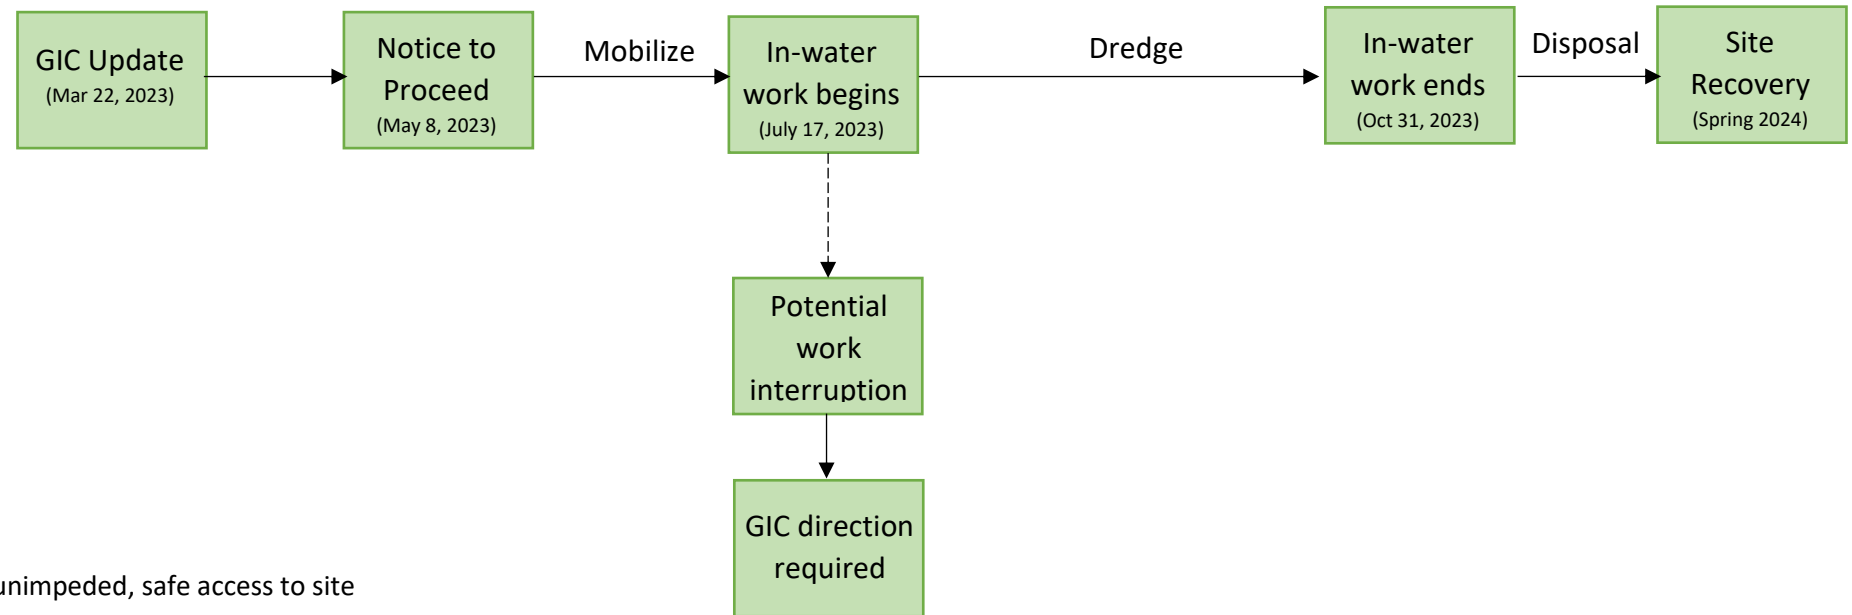 GIC Update
(Mar 22, 2023)
Notice to
Proceed
(May 8, 2023)
Mobilize
In-water
work begins
(July 17, 2023)
Dredge
In-water
work ends
(Oct 31, 2023)
Disposal
Site
Recovery
(Spring 2024)
Potential
work
interruption
GIC direction
required
unimpeded, safe access to site